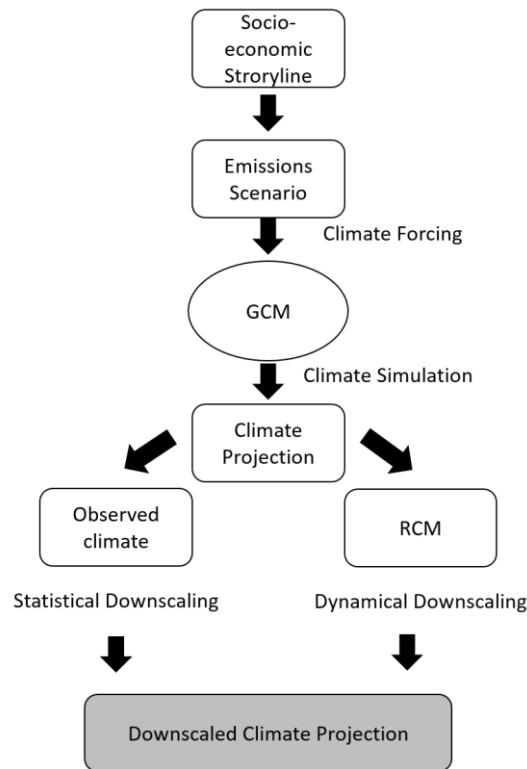 Socio-
economic
Stroryline
Emissions
Scenario
Climate Forcing
GCM
Climate Simulation
Climate
Projection
Observed
climate
RCM
Statistical Downscaling
Dynamical Downscaling
Downscaled Climate Projection